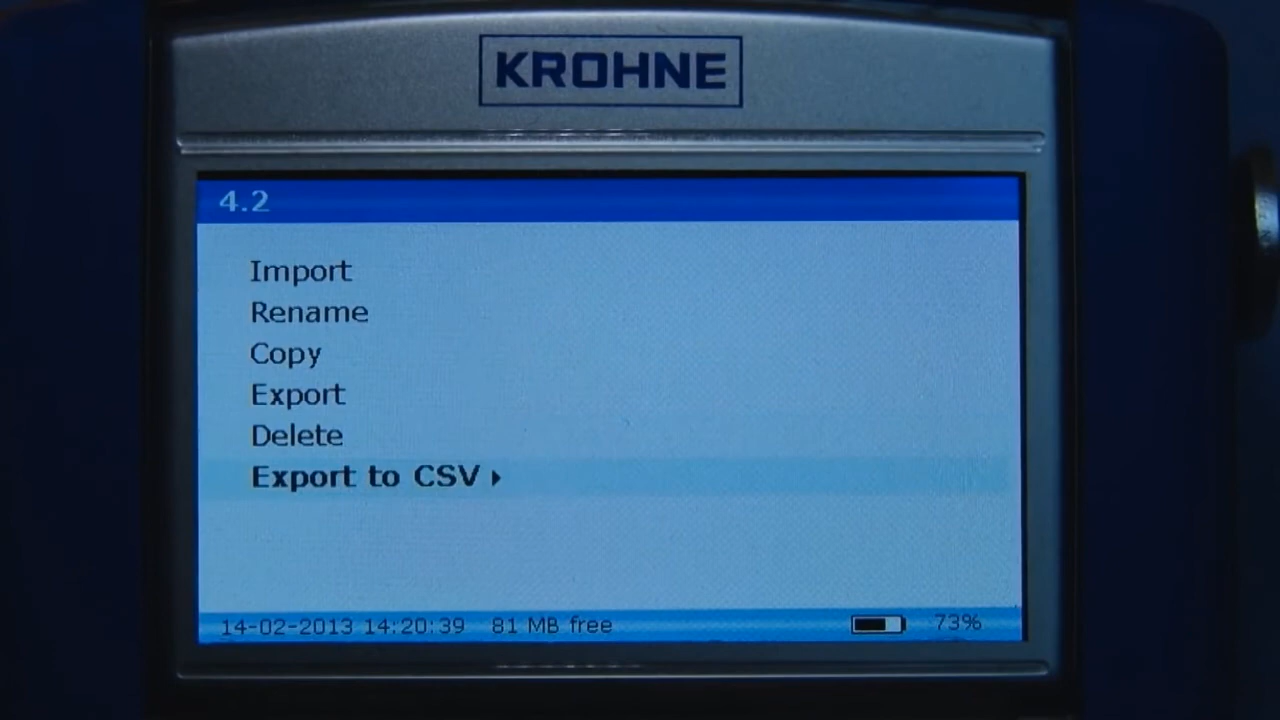 KROHNE
4.2
Import
Rename
Copy
Export
Delete
Export to CSV
14-02-2013 14:20:39 81 MB free 73%